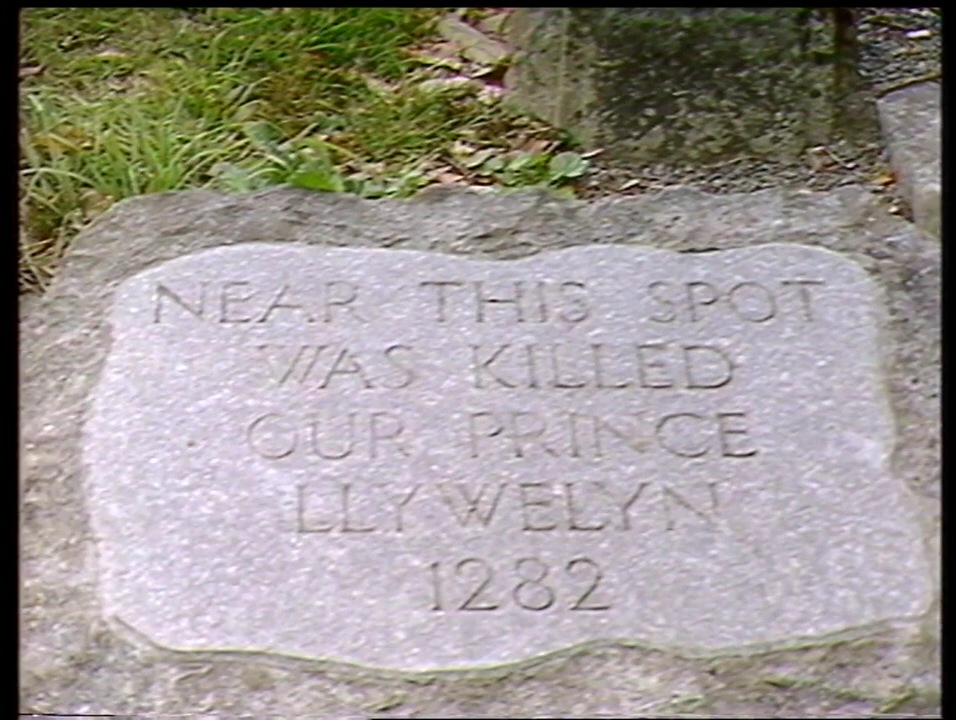 NEAR THIS SPOT
WAS KILLED
OUR PRINCE
LLYWELYN
1282